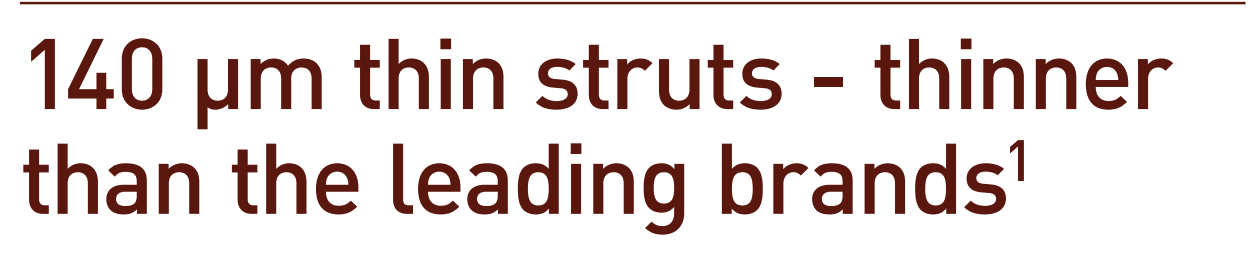 140 µm thin struts - thinner
than the leading brands¹